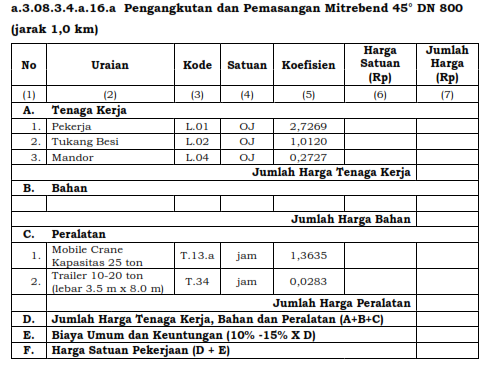 a.3.08.3.4.a.16.a Pengangkutan dan Pemasangan Mitrebend 45° DN 800
(jarak 1,0 km)
No Uraian Kode Satuan Koefisien Harga Satuan (Rp) Jumlah Harga (Rp)
(1) (2) (3) (4) (5) (6) (7)
A. Tenaga Kerja
1. Pekerja L.01 OJ 2,7269
2. Tukang Besi L.02 OJ 1,0120
3. Mandor L.04 OJ 0,2727
Jumlah Harga Tenaga Kerja
B. Bahan
Jumlah Harga Bahan
C. Peralatan
1. Mobile Crane Kapasitas 25 ton T.13.a jam 1,3635
2. Trailer 10-20 ton (lebar 3.5 m x 8.0 m) T.34 jam 0,0283
Jumlah Harga Peralatan
D. Jumlah Harga Tenaga Kerja, Bahan dan Peralatan (A+B+C)
E. Biaya Umum dan Keuntungan (10% -15% X D)
F. Harga Satuan Pekerjaan (D + E)